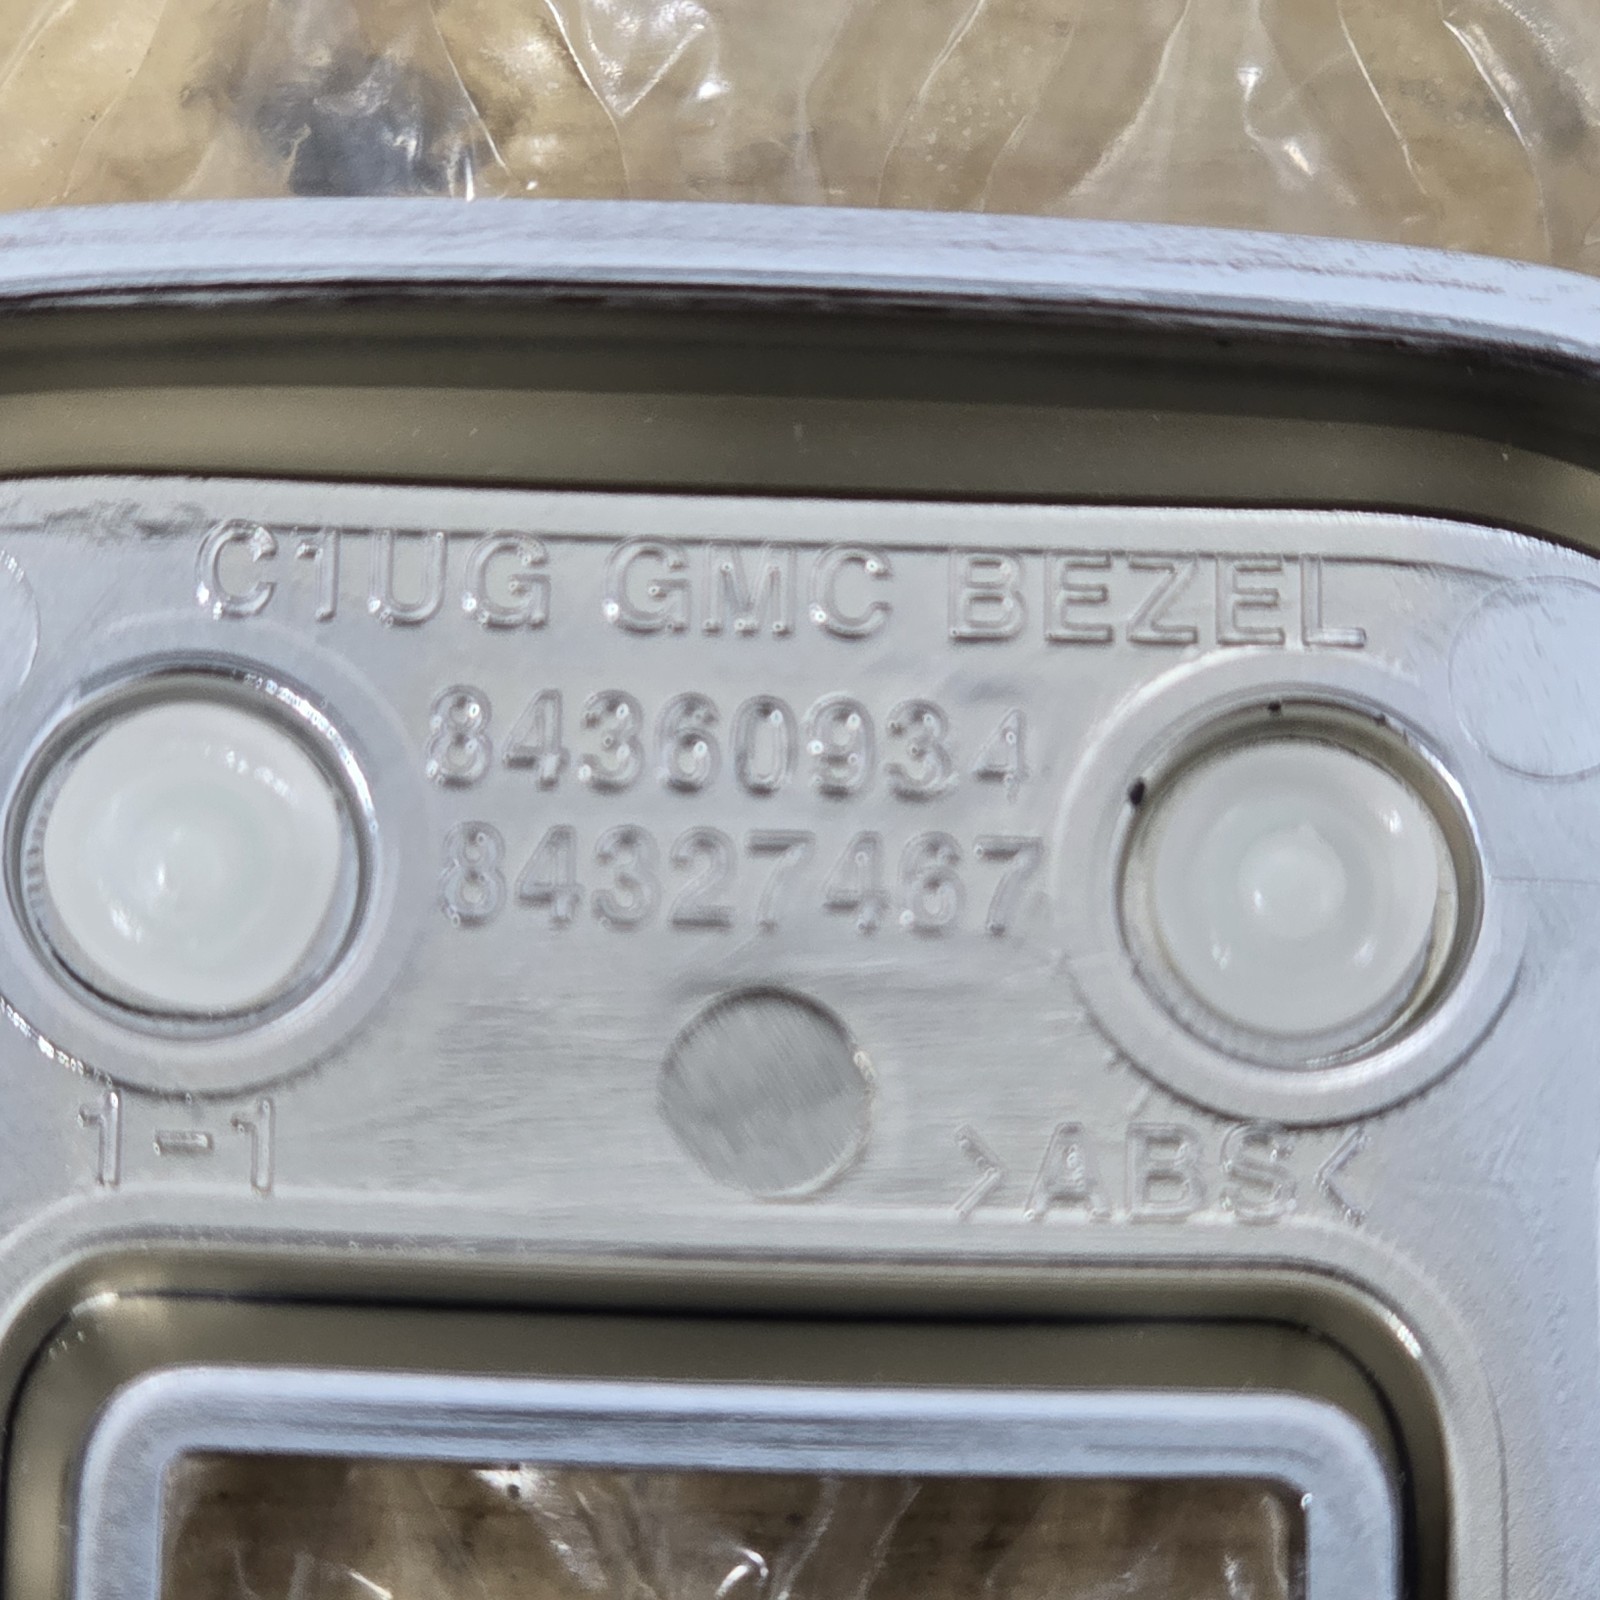 C1UG GMC BEZEL
84360934
84327467
1-1
>ABS<